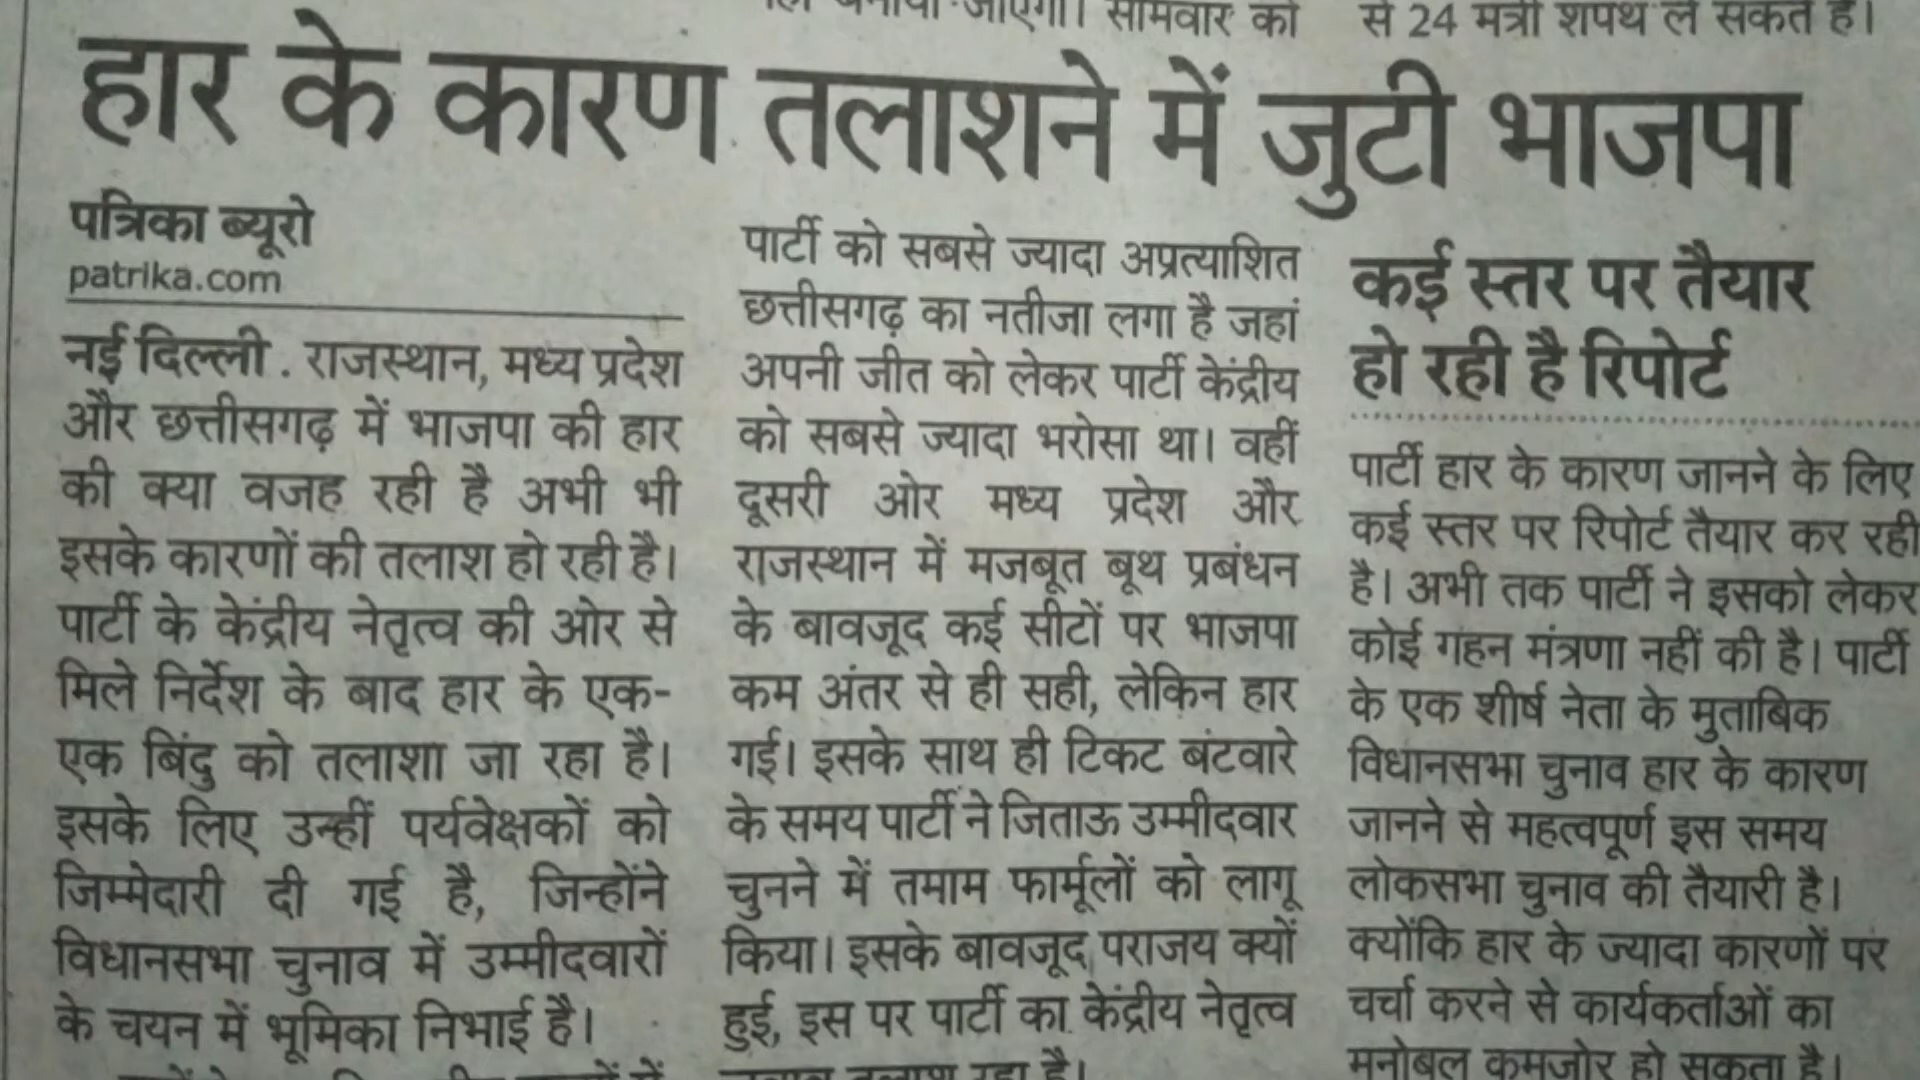 से 24 मंत्री शपथ ले सकते हैं।
हार के कारण तलाशने में जुटी भाजपा
पत्रिका ब्यूरो
patrika.com
नई दिल्ली . राजस्थान, मध्य प्रदेश
और छत्तीसगढ़ में भाजपा की हार
की क्या वजह रही है अभी भी
इसके कारणों की तलाश हो रही है।
पार्टी के केंद्रीय नेतृत्व की ओर से
मिले निर्देश के बाद हार के एक-
एक बिंदु को तलाशा जा रहा है।
इसके लिए उन्हीं पर्यवेक्षकों को
जिम्मेदारी दी गई है, जिन्होंने
विधानसभा चुनाव में उम्मीदवारों
के चयन में भूमिका निभाई है।
पार्टी को सबसे ज्यादा अप्रत्याशित
छत्तीसगढ़ का नतीजा लगा है जहां
अपनी जीत को लेकर पार्टी केंद्रीय
को सबसे ज्यादा भरोसा था। वहीं
दूसरी ओर मध्य प्रदेश और
राजस्थान में मजबूत बूथ प्रबंधन
के बावजूद कई सीटों पर भाजपा
कम अंतर से ही सही, लेकिन हार
गई। इसके साथ ही टिकट बंटवारे
के समय पार्टी ने जिताऊ उम्मीदवार
चुनने में तमाम फार्मूलों को लागू
किया। इसके बावजूद पराजय क्यों
हुई, इस पर पार्टी का केंद्रीय नेतृत्व
कई स्तर पर तैयार
हो रही है रिपोर्ट
पार्टी हार के कारण जानने के लिए
कई स्तर पर रिपोर्ट तैयार कर रही
है। अभी तक पार्टी ने इसको लेकर
कोई गहन मंत्रणा नहीं की है। पार्टी
के एक शीर्ष नेता के मुताबिक
विधानसभा चुनाव हार के कारण
जानने से महत्वपूर्ण इस समय
लोकसभा चुनाव की तैयारी है।
क्योंकि हार के ज्यादा कारणों पर
चर्चा करने से कार्यकर्ताओं का
मनोबल कमजोर हो सकता है।